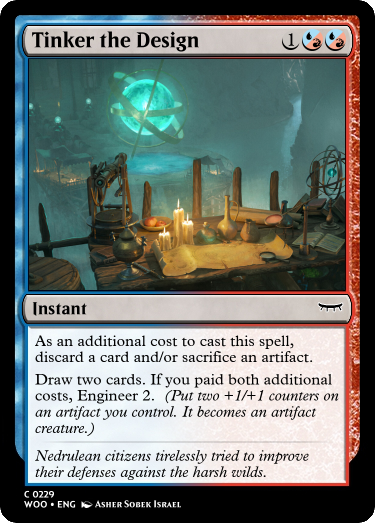 Tinker the Design 1
Instant
As an additional cost to cast this spell,
discard a card and/or sacrifice an artifact.
Draw two cards. If you paid both additional
costs, Engineer 2. (Put two +1/+1 counters on
an artifact you control. It becomes an artifact
creature.)
Nedrulean citizens tirelessly tried to improve
their defenses against the harsh wilds.
C 0229
WOO • ENG Asher Sobek Israel